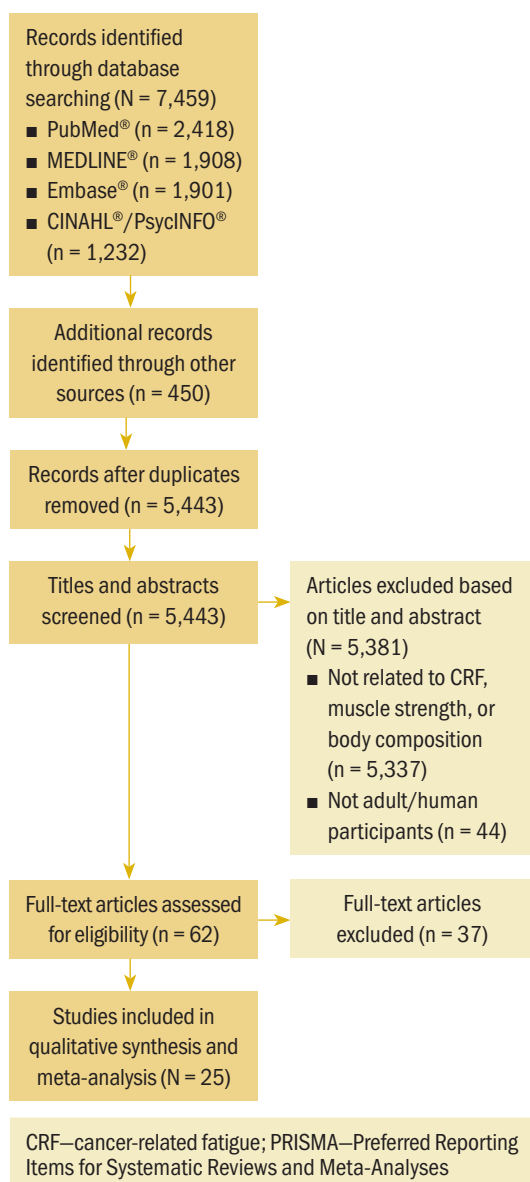 Records identified
through database
searching (N = 7,459)
■ PubMed® (n = 2,418)
■ MEDLINE® (n = 1,908)
■ Embase® (n = 1,901)
■ CINAHL®/PsycINFO®
(n = 1,232)
Additional records
identified through other
sources (n = 450)
Records after duplicates
removed (n = 5,443)
Titles and abstracts
screened (n = 5,443)
Articles excluded based
on title and abstract
(N = 5,381)
■ Not related to CRF,
muscle strength, or
body composition
(n = 5,337)
■ Not adult/human
participants (n = 44)
Full-text articles assessed
for eligibility (n = 62)
Full-text articles
excluded (n = 37)
Studies included in
qualitative synthesis and
meta-analysis (N = 25)
CRF—cancer-related fatigue; PRISMA—Preferred Reporting
Items for Systematic Reviews and Meta-Analyses